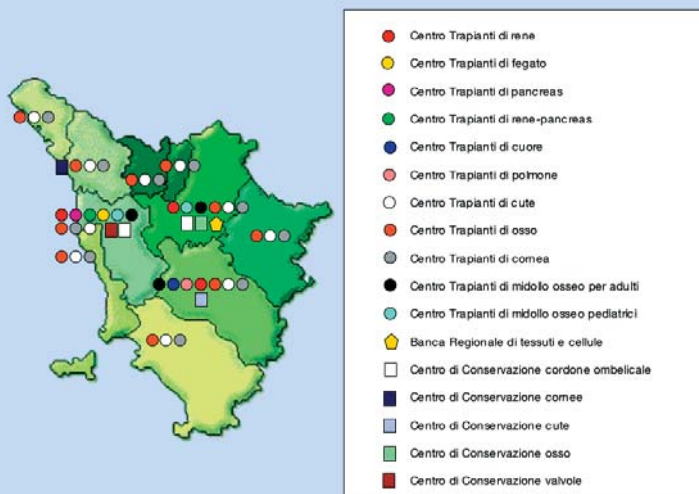 Centro Trapianti di rene
Centro Trapianti di fegato
Centro Trapianti di pancreas
Centro Trapianti di rene-pancreas
Centro Trapianti di cuore
Centro Trapianti di polmone
Centro Trapianti di cute
Centro Trapianti di osso
Centro Trapianti di cornea
Centro Trapianti di midollo osseo per adulti
Centro Trapianti di midollo osseo pediatrici
Banca Regionale di tessuti e cellule
Centro di Conservazione cordone ombelicale
Centro di Conservazione cornee
Centro di Conservazione cute
Centro di Conservazione osso
Centro di Conservazione valvole